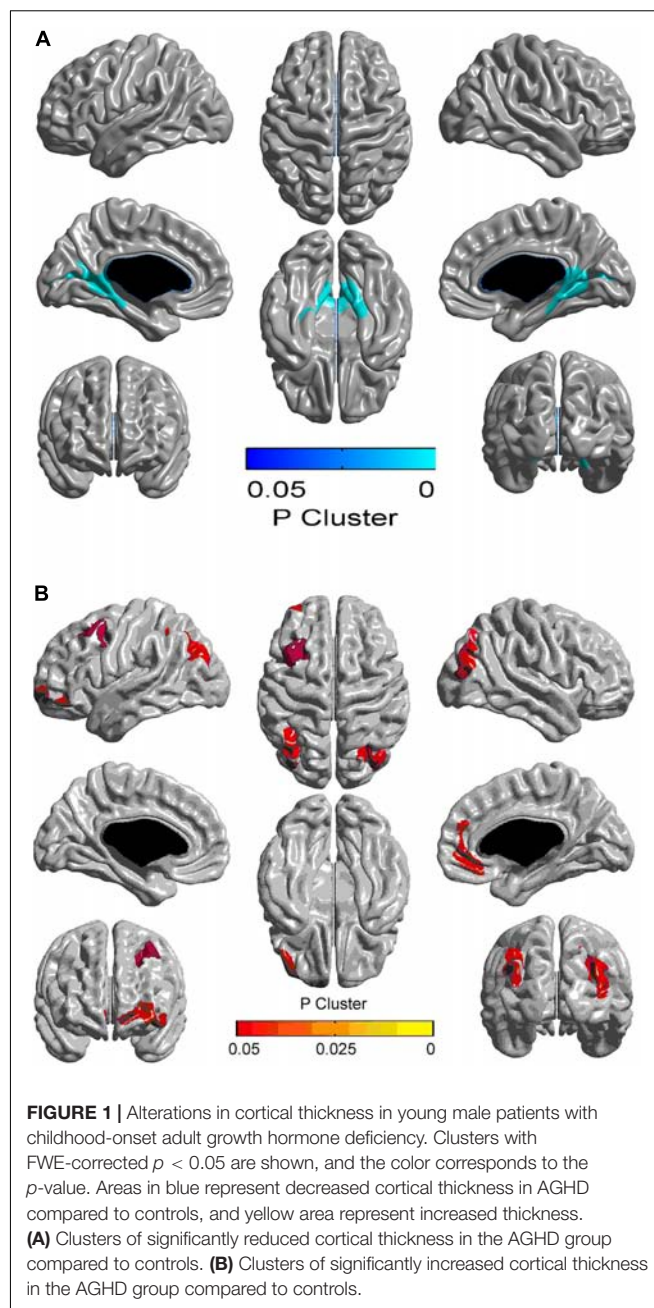 A
0.05 0
P Cluster
B
P Cluster
0.05 0.025 0
FIGURE 1 | Alterations in cortical thickness in young male patients with
childhood-onset adult growth hormone deficiency. Clusters with
FWE-corrected p < 0.05 are shown, and the color corresponds to the
p-value. Areas in blue represent decreased cortical thickness in AGHD
compared to controls, and yellow area represent increased thickness.
(A) Clusters of significantly reduced cortical thickness in the AGHD group
compared to controls. (B) Clusters of significantly increased cortical thickness
in the AGHD group compared to controls.